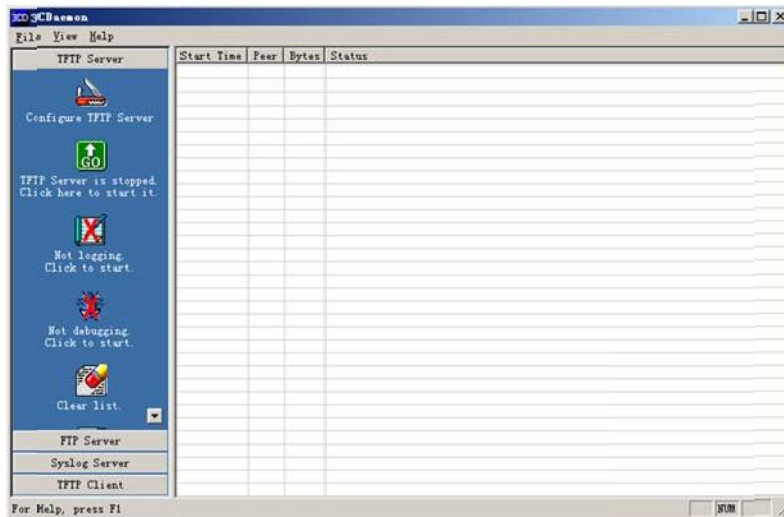 3CDaemon
File View Help
TFTP Server
Configure TFTP Server
TFTP Server is stopped.
Click here to start it.
Not logging.
Click to start.
Not debugging.
Click to start.
Clear list.
FTP Server
Syslog Server
TFTP Client
Start Time Peer Bytes Status
For Help, press F1
NUM